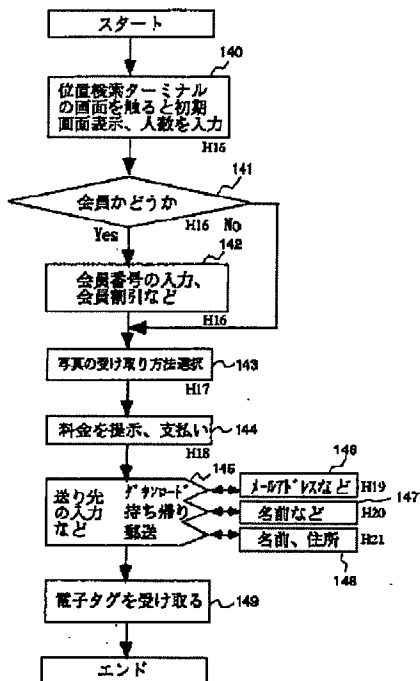 スタート
140
位置検索ターミナル
の画面を触ると初期
画面表示、人数を入力
H15
141
会員かどうか
H16
Yes
No
142
会員番号の入力、
会員割引など
H16
写真の受け取り方法選択
143
H17
料金を提示、支払い
144
H18
145
送り先
の入力
など
ダウンロード
持ち帰り
郵送
146
メールアドレスなど
H19
147
名前など
H20
名前、住所
H21
148
電子タグを受け取る
149
エンド